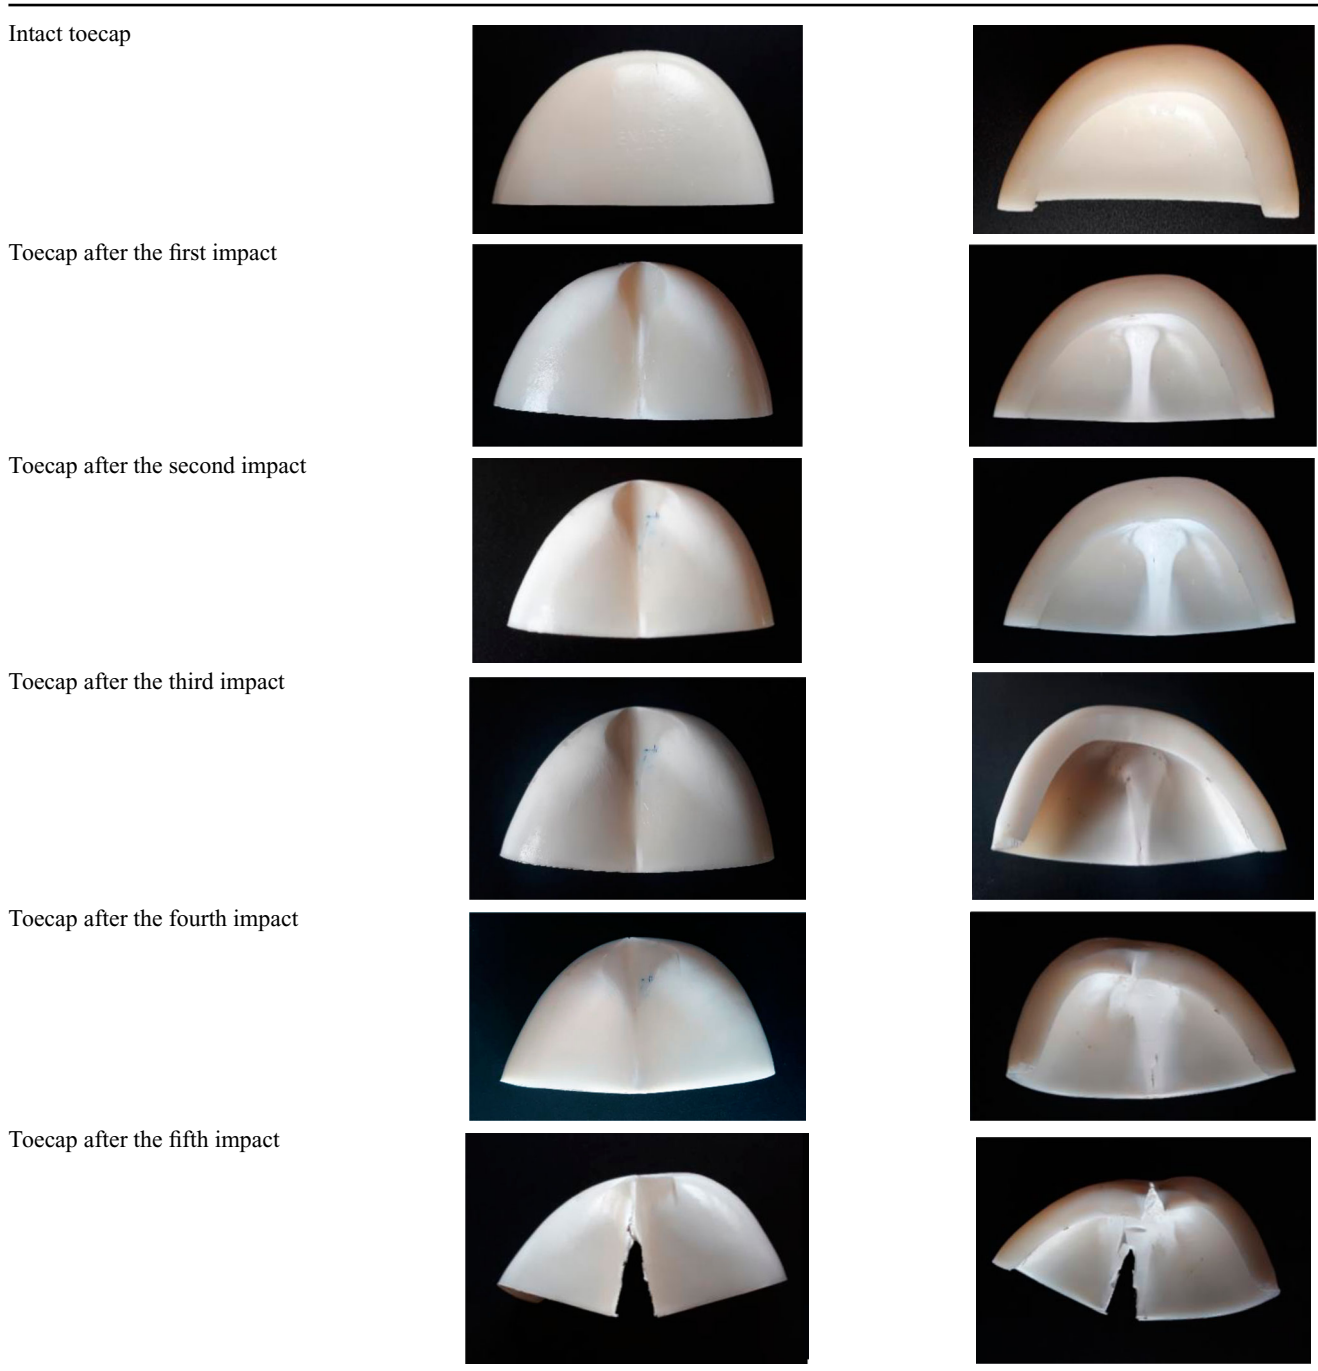 Intact toecap
Toecap after the first impact
Toecap after the second impact
Toecap after the third impact
Toecap after the fourth impact
Toecap after the fifth impact